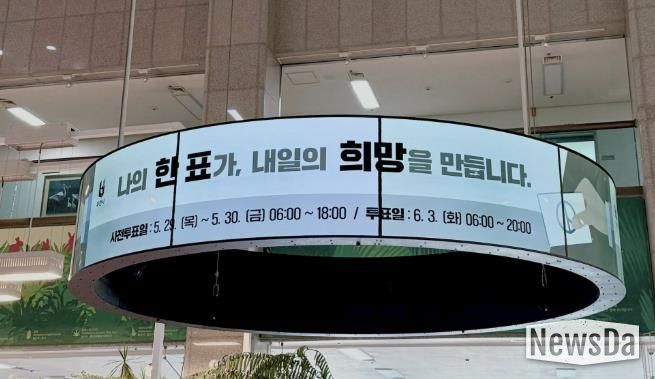 나의 한 표가, 내일의 희망을 만듭니다.
사전투표일 : 5. 29. (목) ~ 5. 30. (금) 06:00 ~ 18:00 / 투표일 : 6. 3. (화) 06:00 ~ 20:00
NewsDa